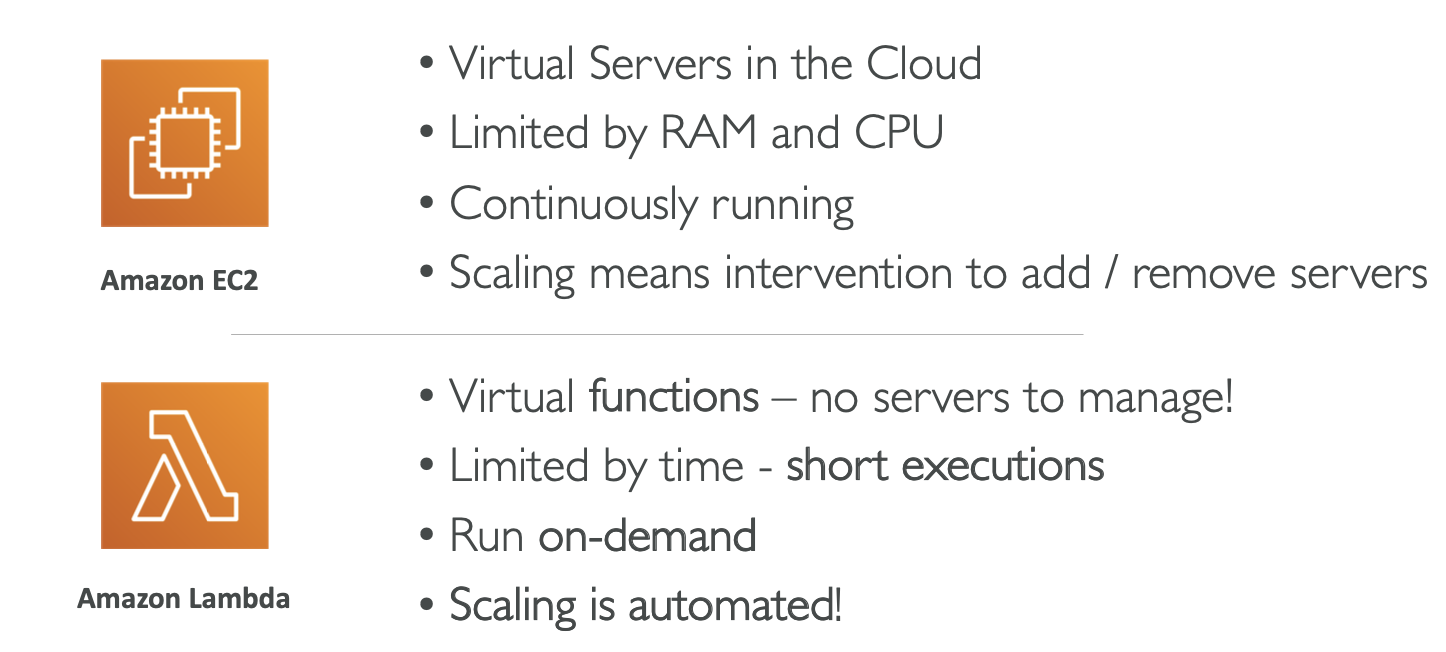 • Virtual Servers in the Cloud
• Limited by RAM and CPU
• Continuously running
• Scaling means intervention to add / remove servers
Amazon EC2
• Virtual functions – no servers to manage!
• Limited by time - short executions
• Run on-demand
• Scaling is automated!
Amazon Lambda